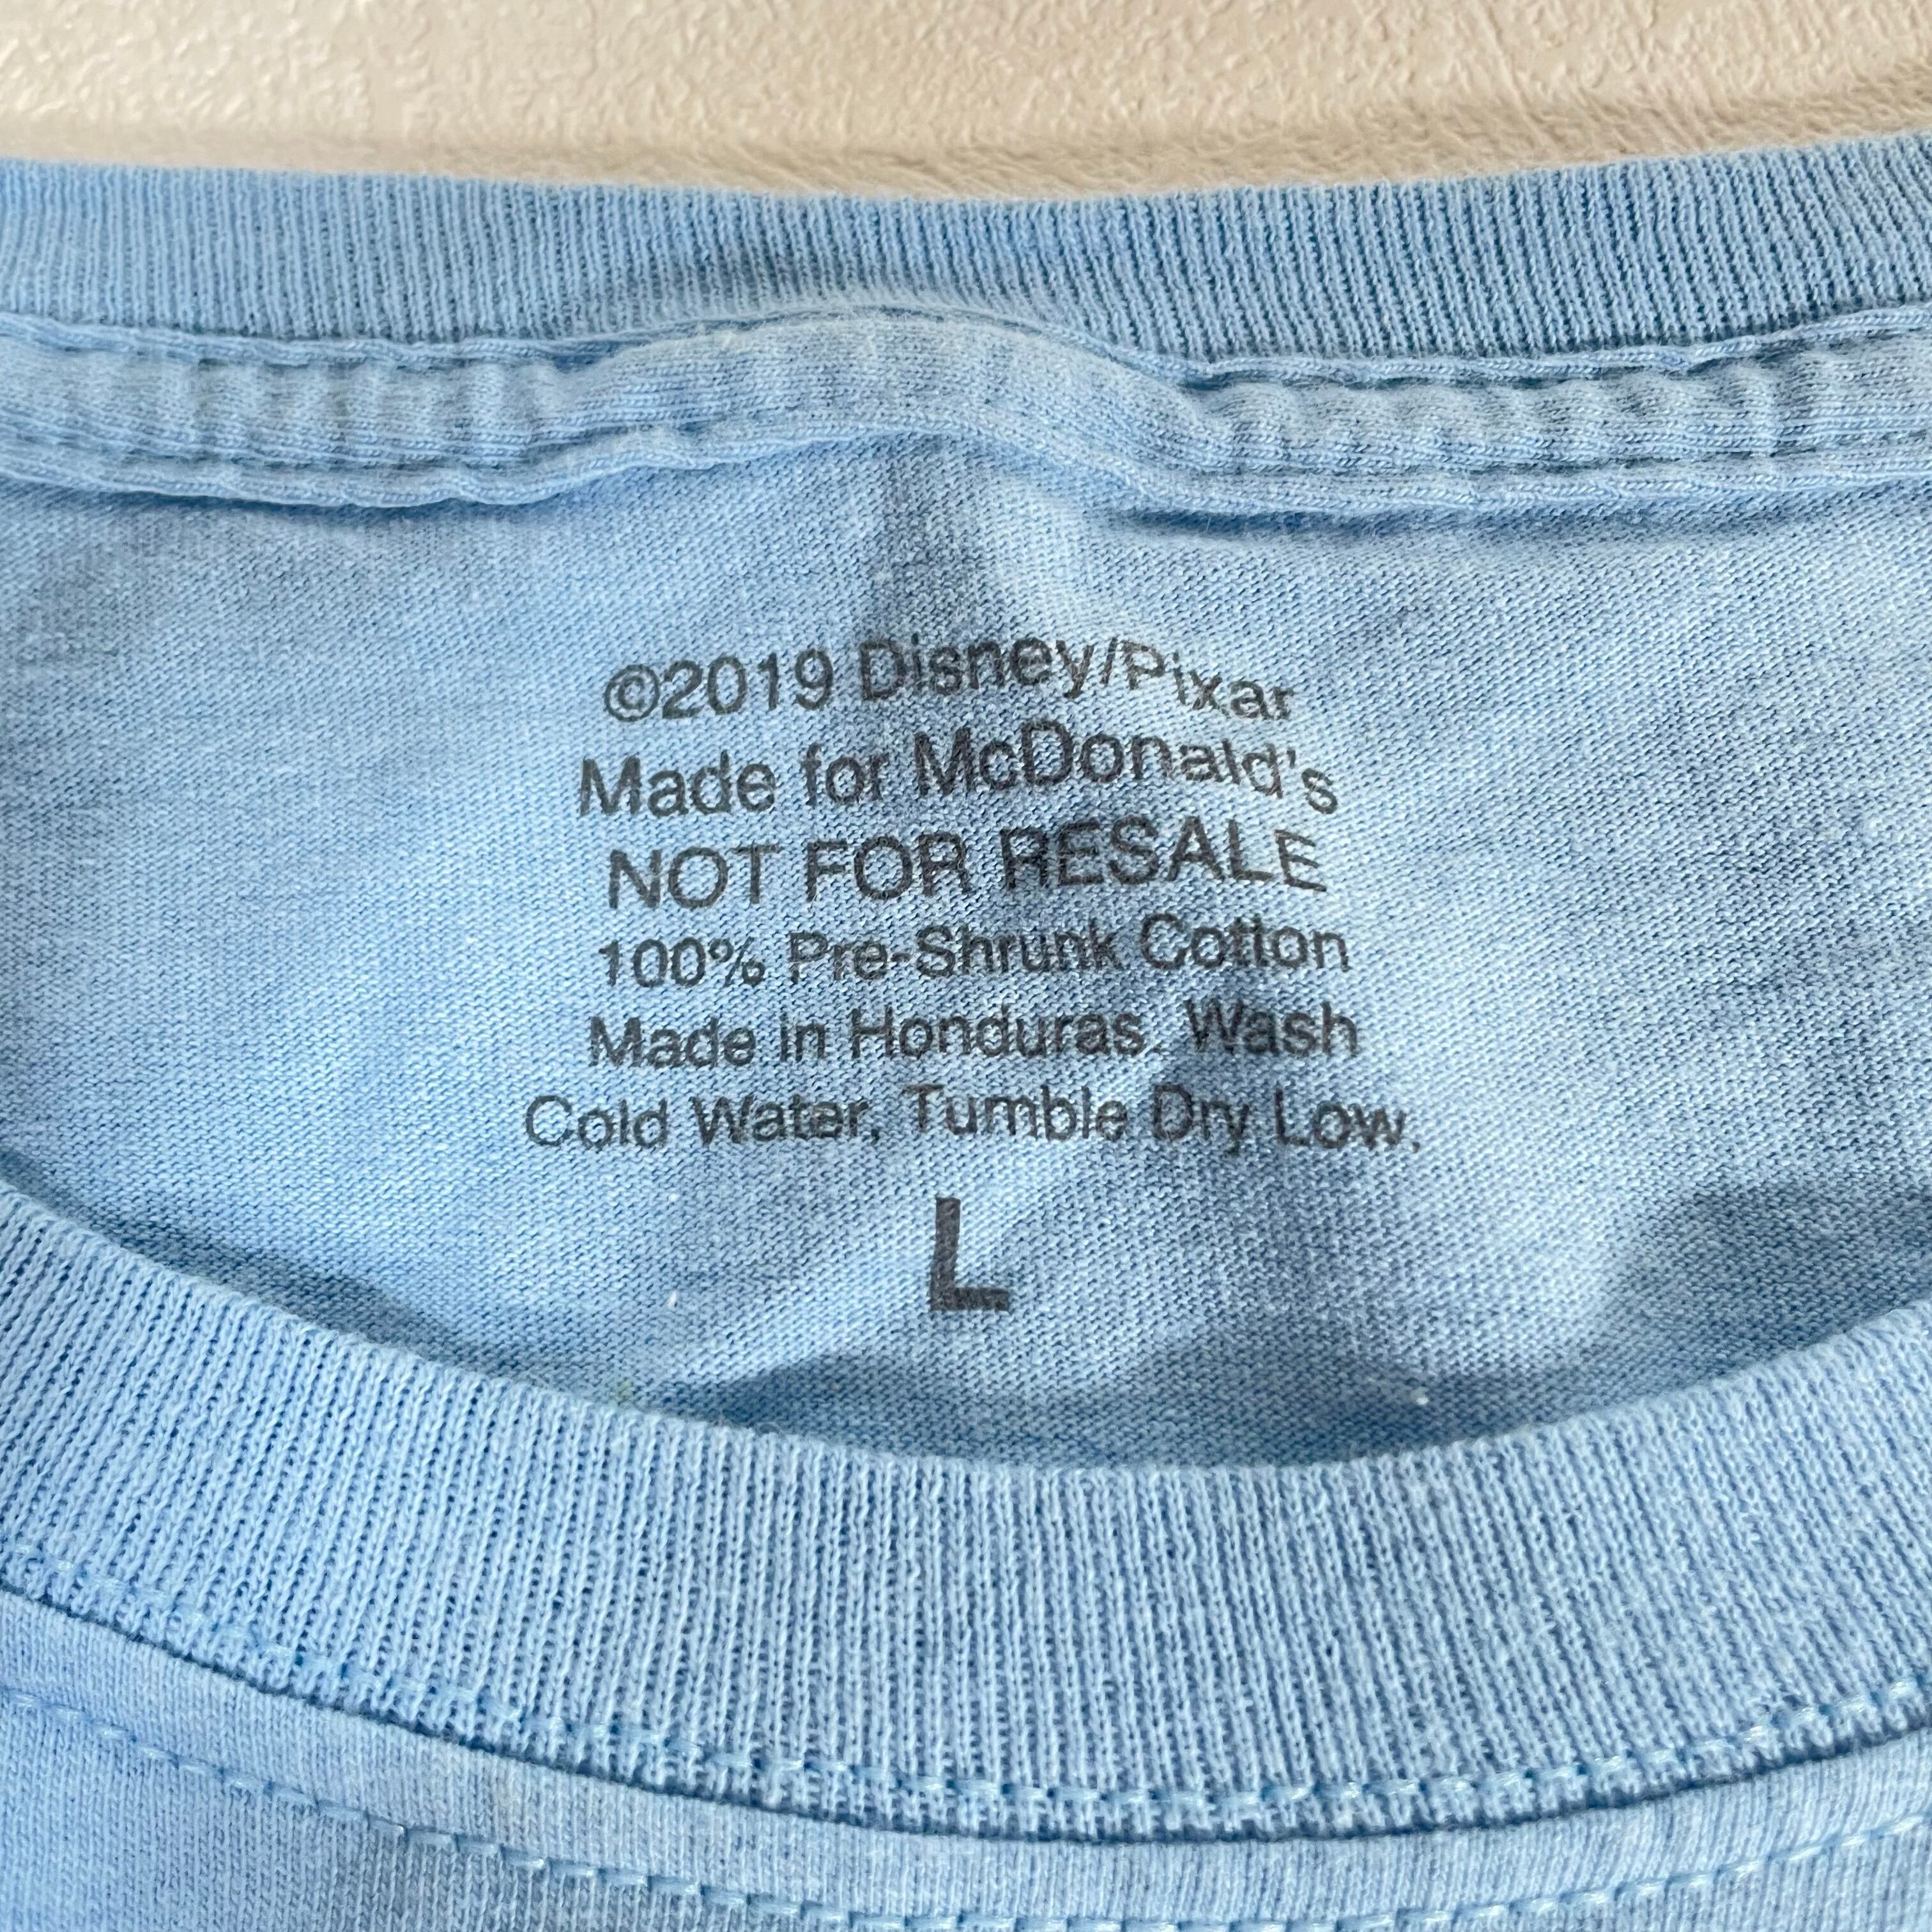 ©2019 Disney/Pixar
Made for McDonald's
NOT FOR RESALE
100% Pre-Shrunk Cotton
Made in Honduras. Wash
Cold Water, Tumble Dry Low,
L